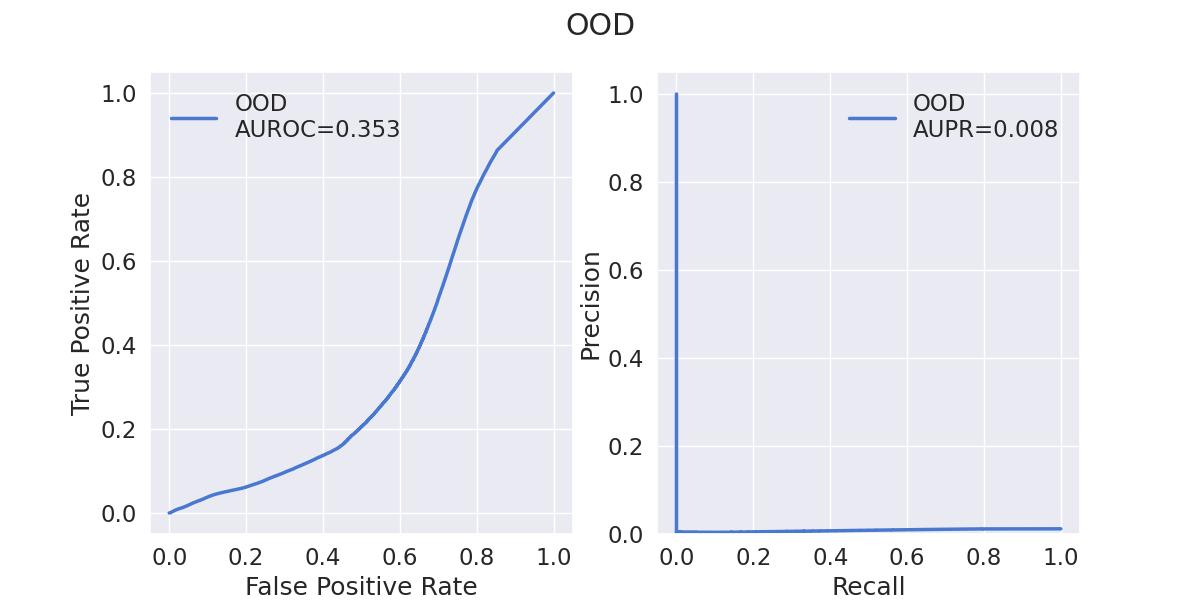 OOD
OOD
AUROC=0.353
1.0
0.8
0.6
0.4
0.2
0.0
True Positive Rate
0.0 0.2 0.4 0.6 0.8 1.0
False Positive Rate
OOD
AUPR=0.008
1.0
0.8
0.6
0.4
0.2
0.0
Precision
0.0 0.2 0.4 0.6 0.8 1.0
Recall